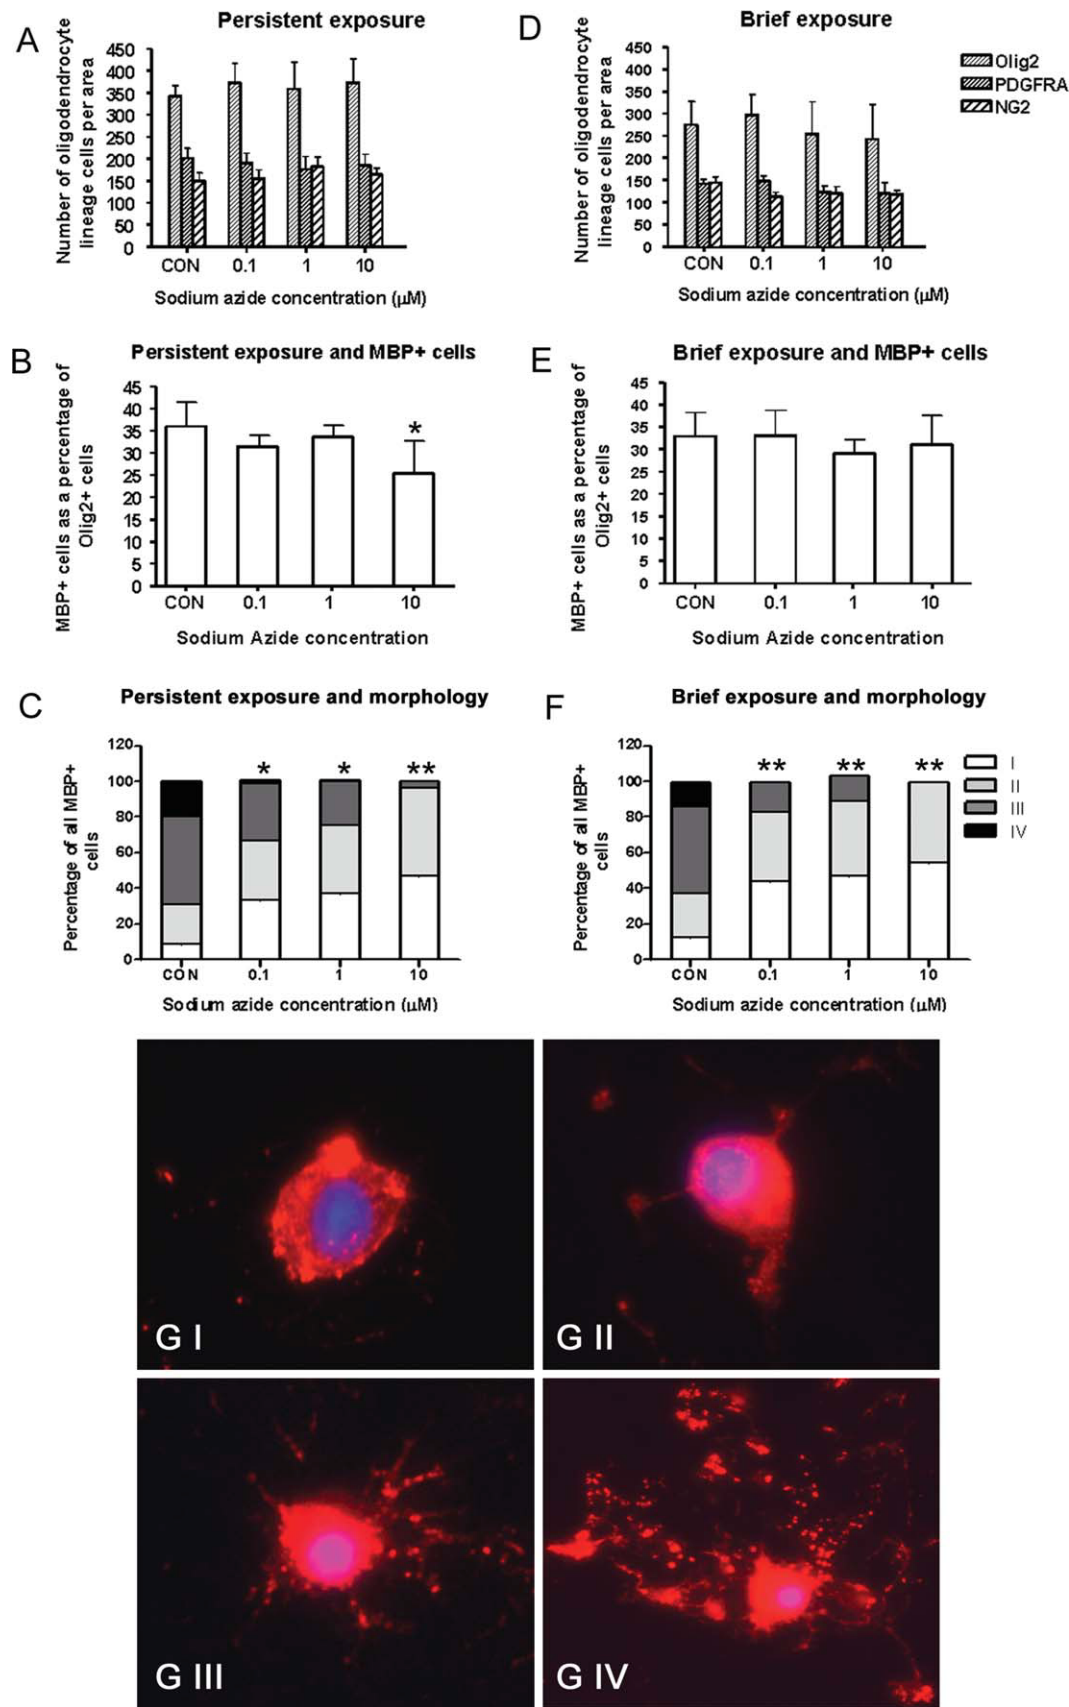 A
Persistent exposure
Number of oligodendrocyte
lineage cells per area
450
400
350
300
250
200
150
100
50
0
CON 0.1 1 10
Sodium azide concentration (μM)
D
Brief exposure
Number of oligodendrocyte
lineage cells per area
450
400
350
300
250
200
150
100
50
0
CON 0.1 1 10
Sodium azide concentration (μM)
Olig2
PDGFRA
NG2
B
Persistent exposure and MBP+ cells
MBP+ cells as a percentage of
Olig2+ cells
45
40
35
30
25
20
15
10
5
0
*
CON 0.1 1 10
Sodium Azide concentration
E
Brief exposure and MBP+ cells
MBP+ cells as a percentage of
Olig2+ cells
45
40
35
30
25
20
15
10
5
0
CON 0.1 1 10
Sodium Azide concentration
C
Persistent exposure and morphology
Percentage of all MBP+
cells
120
100
80
60
40
20
0
* * **
CON 0.1 1 10
Sodium azide concentration (μM)
F
Brief exposure and morphology
Percentage of all MBP+
cells
120
100
80
60
40
20
0
** ** **
CON 0.1 1 10
Sodium azide concentration (μM)
I
II
III
IV
G I
G II
G III
G IV